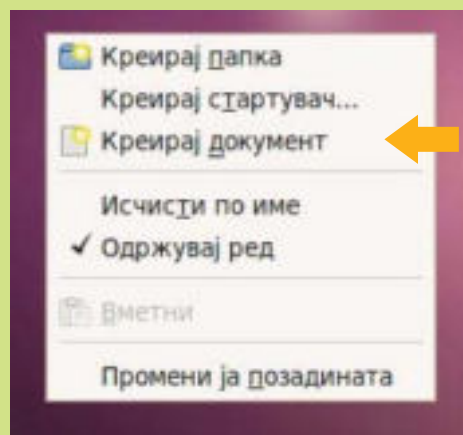 Креирај папка
Креирај стартувач...
Креирај документ
Исчисти по име
Одржувај ред
Вметни
Промени ја позадината